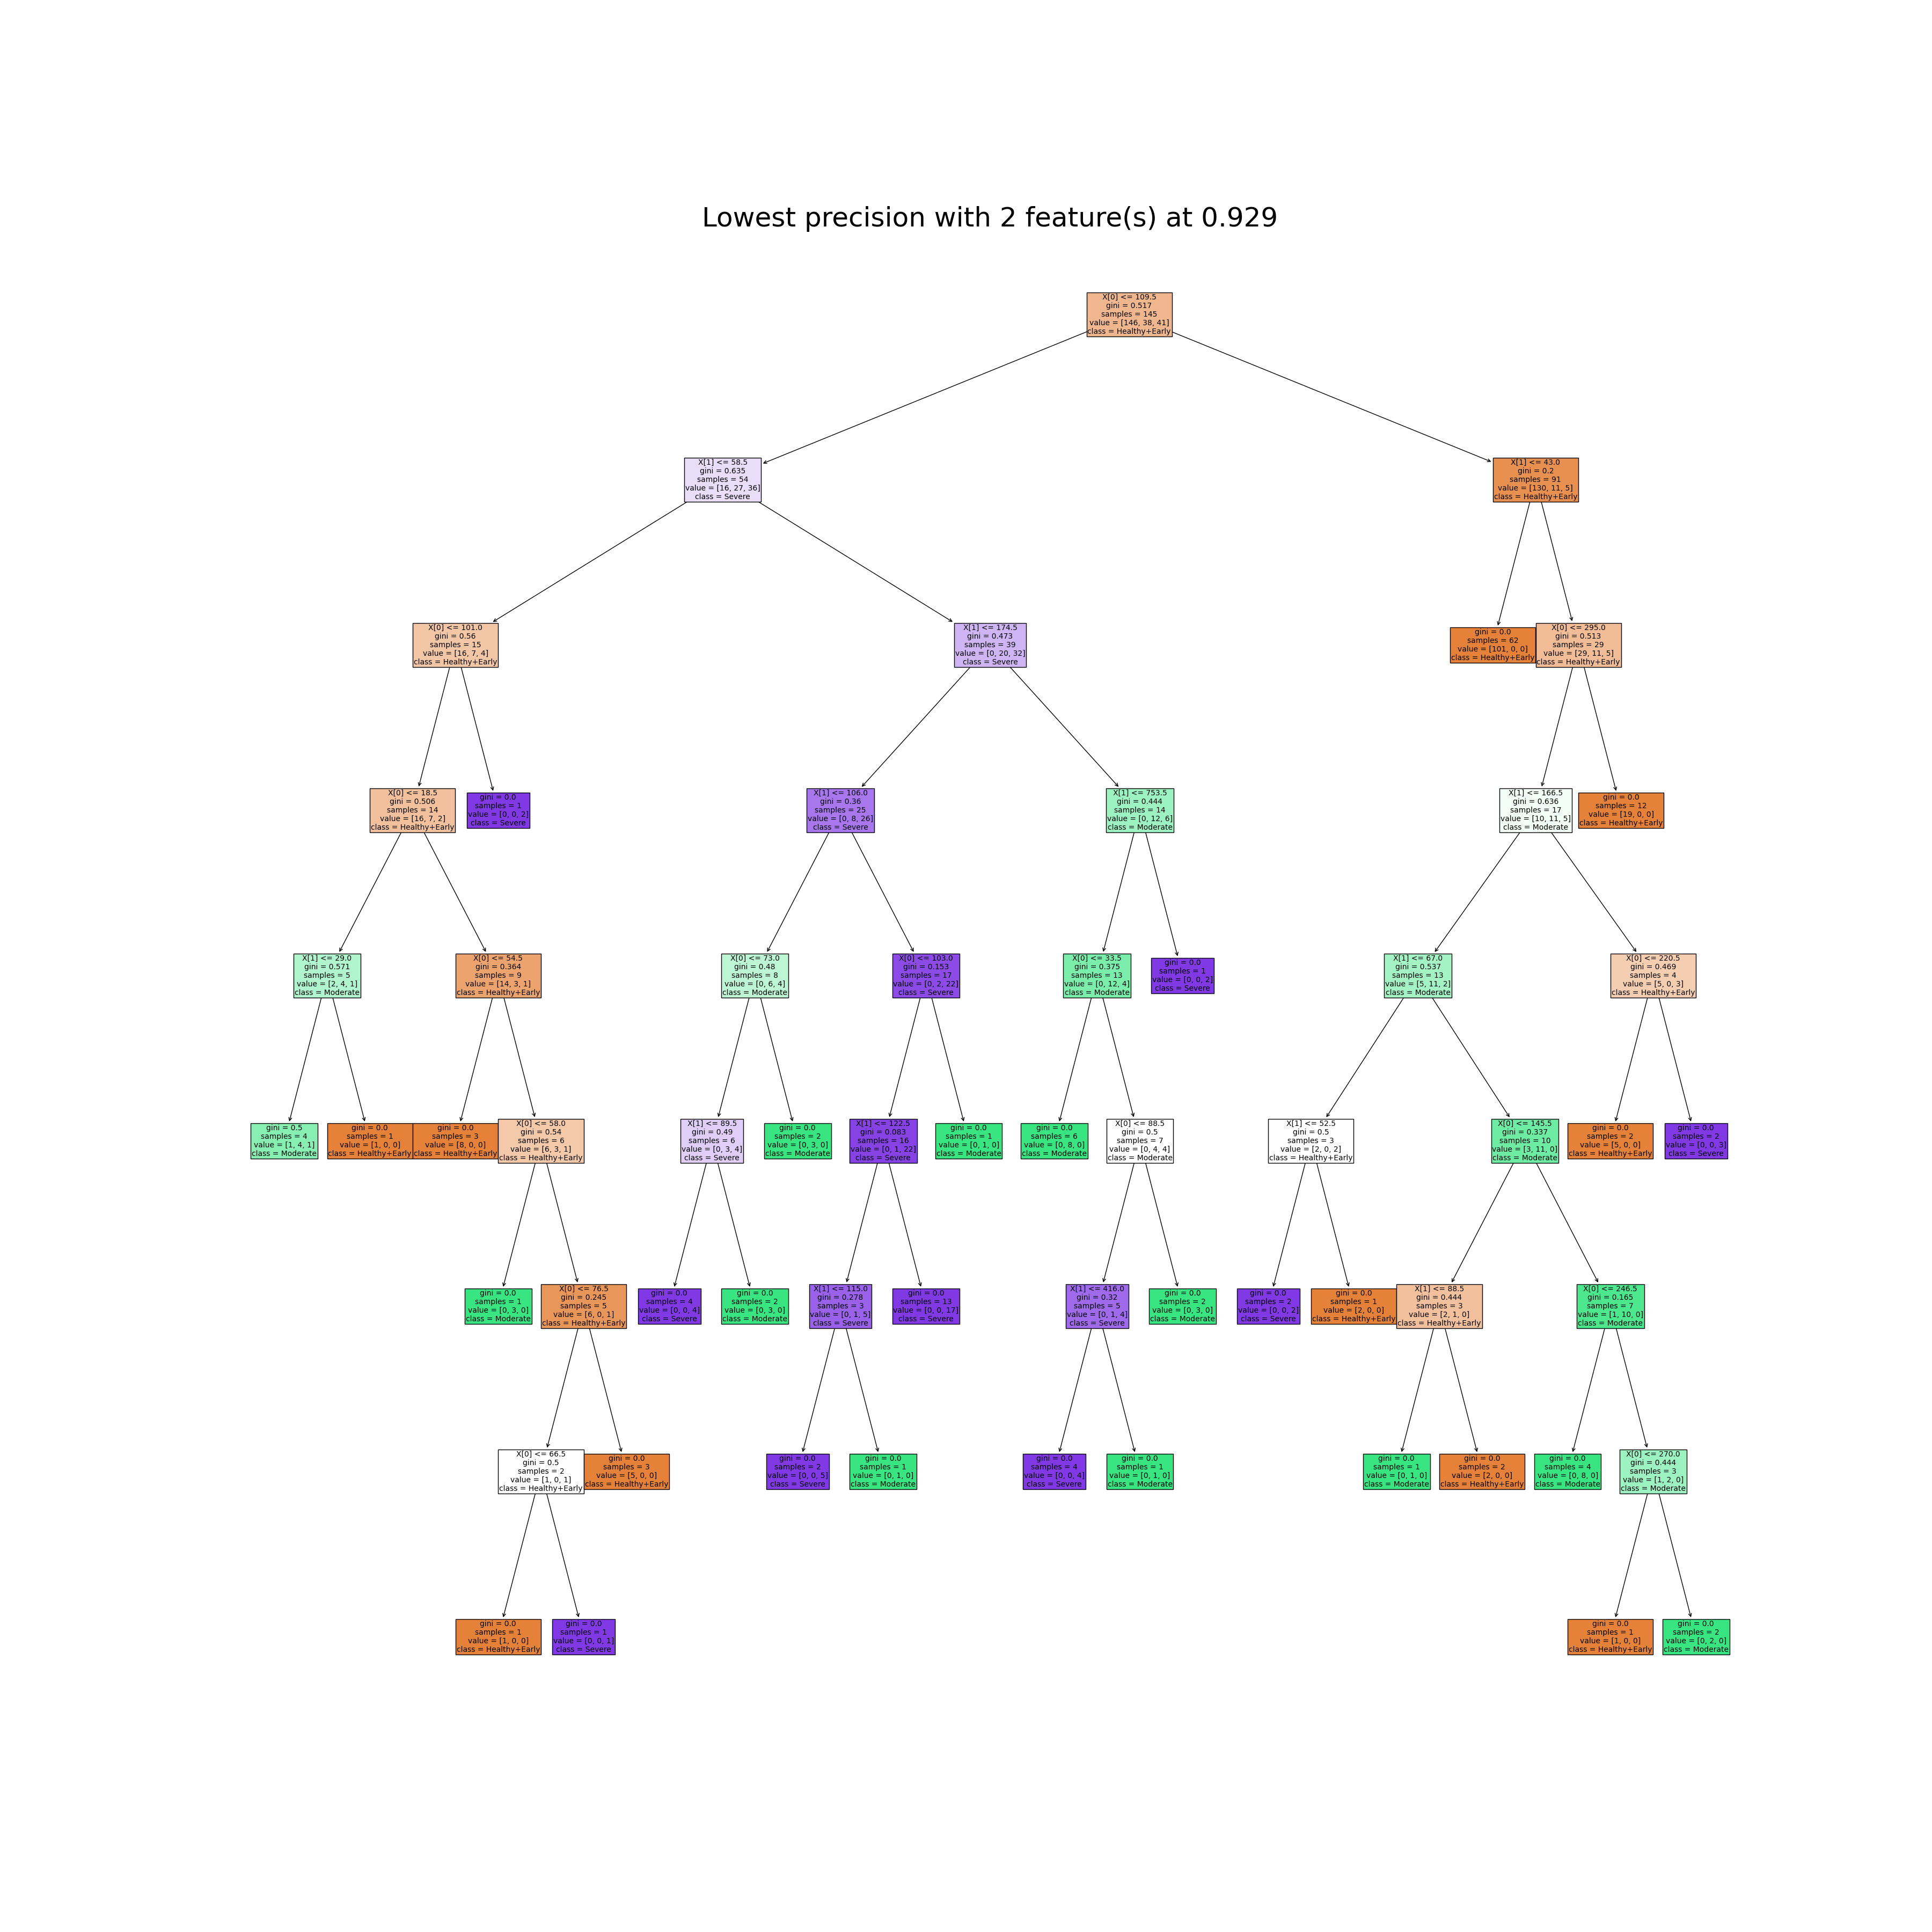 Lowest precision with 2 feature(s) at 0.929
X[0] <= 109.5
gini = 0.517
samples = 145
value = [146, 38, 41]
class = Healthy+Early
X[1] <= 58.5
gini = 0.635
samples = 54
value = [16, 27, 36]
class = Severe
X[1] <= 43.0
gini = 0.2
samples = 91
value = [130, 11, 5]
class = Healthy+Early
X[0] <= 101.0
gini = 0.56
samples = 15
value = [16, 7, 4]
class = Healthy+Early
X[1] <= 174.5
gini = 0.473
samples = 39
value = [0, 20, 32]
class = Severe
gini = 0.0
samples = 62
value = [101, 0, 0]
class = Healthy+Early
X[0] <= 295.0
gini = 0.513
samples = 29
value = [29, 11, 5]
class = Healthy+Early
X[0] <= 18.5
gini = 0.506
samples = 14
value = [16, 7, 2]
class = Healthy+Early
gini = 0.0
samples = 1
value = [0, 0, 2]
class = Severe
X[1] <= 106.0
gini = 0.36
samples = 25
value = [0, 8, 26]
class = Severe
X[1] <= 753.5
gini = 0.444
samples = 14
value = [0, 12, 6]
class = Moderate
X[1] <= 166.5
gini = 0.636
samples = 17
value = [10, 11, 5]
class = Moderate
gini = 0.0
samples = 12
value = [19, 0, 0]
class = Healthy+Early
X[1] <= 29.0
gini = 0.571
samples = 5
value = [2, 4, 1]
class = Moderate
X[0] <= 54.5
gini = 0.364
samples = 9
value = [14, 3, 1]
class = Healthy+Early
X[0] <= 73.0
gini = 0.48
samples = 8
value = [0, 6, 4]
class = Moderate
X[0] <= 103.0
gini = 0.153
samples = 17
value = [0, 2, 22]
class = Severe
X[0] <= 33.5
gini = 0.375
samples = 13
value = [0, 12, 4]
class = Moderate
gini = 0.0
samples = 1
value = [0, 0, 2]
class = Severe
X[1] <= 67.0
gini = 0.537
samples = 13
value = [5, 11, 2]
class = Moderate
X[0] <= 220.5
gini = 0.469
samples = 4
value = [5, 0, 3]
class = Healthy+Early
gini = 0.5
samples = 4
value = [1, 4, 1]
class = Moderate
gini = 0.0
samples = 1
value = [1, 0, 0]
class = Healthy+Early
gini = 0.0
samples = 3
value = [8, 0, 0]
class = Healthy+Early
X[0] <= 58.0
gini = 0.54
samples = 6
value = [6, 3, 1]
class = Healthy+Early
X[1] <= 89.5
gini = 0.49
samples = 6
value = [0, 3, 4]
class = Severe
gini = 0.0
samples = 2
value = [0, 3, 0]
class = Moderate
X[1] <= 122.5
gini = 0.083
samples = 16
value = [0, 1, 22]
class = Severe
gini = 0.0
samples = 1
value = [0, 1, 0]
class = Moderate
gini = 0.0
samples = 6
value = [0, 8, 0]
class = Moderate
X[0] <= 88.5
gini = 0.5
samples = 7
value = [0, 4, 4]
class = Moderate
X[1] <= 52.5
gini = 0.5
samples = 3
value = [2, 0, 2]
class = Healthy+Early
X[0] <= 145.5
gini = 0.337
samples = 10
value = [3, 11, 0]
class = Moderate
gini = 0.0
samples = 2
value = [5, 0, 0]
class = Healthy+Early
gini = 0.0
samples = 2
value = [0, 0, 3]
class = Severe
gini = 0.0
samples = 1
value = [0, 3, 0]
class = Moderate
X[0] <= 76.5
gini = 0.245
samples = 5
value = [6, 0, 1]
class = Healthy+Early
gini = 0.0
samples = 4
value = [0, 0, 4]
class = Severe
gini = 0.0
samples = 2
value = [0, 3, 0]
class = Moderate
X[1] <= 115.0
gini = 0.278
samples = 3
value = [0, 1, 5]
class = Severe
gini = 0.0
samples = 13
value = [0, 0, 17]
class = Severe
X[1] <= 416.0
gini = 0.32
samples = 5
value = [0, 1, 4]
class = Severe
gini = 0.0
samples = 2
value = [0, 3, 0]
class = Moderate
gini = 0.0
samples = 2
value = [0, 0, 2]
class = Severe
gini = 0.0
samples = 1
value = [2, 0, 0]
class = Healthy+Early
X[1] <= 88.5
gini = 0.444
samples = 3
value = [2, 1, 0]
class = Healthy+Early
X[0] <= 246.5
gini = 0.165
samples = 7
value = [1, 10, 0]
class = Moderate
X[0] <= 66.5
gini = 0.5
samples = 2
value = [1, 0, 1]
class = Healthy+Early
gini = 0.0
samples = 3
value = [5, 0, 0]
class = Healthy+Early
gini = 0.0
samples = 2
value = [0, 0, 5]
class = Severe
gini = 0.0
samples = 1
value = [0, 1, 0]
class = Moderate
gini = 0.0
samples = 4
value = [0, 0, 4]
class = Severe
gini = 0.0
samples = 1
value = [0, 1, 0]
class = Moderate
gini = 0.0
samples = 1
value = [0, 1, 0]
class = Moderate
gini = 0.0
samples = 2
value = [2, 0, 0]
class = Healthy+Early
gini = 0.0
samples = 4
value = [0, 8, 0]
class = Moderate
X[0] <= 270.0
gini = 0.444
samples = 3
value = [1, 2, 0]
class = Moderate
gini = 0.0
samples = 1
value = [1, 0, 0]
class = Healthy+Early
gini = 0.0
samples = 1
value = [0, 0, 1]
class = Severe
gini = 0.0
samples = 1
value = [1, 0, 0]
class = Healthy+Early
gini = 0.0
samples = 2
value = [0, 2, 0]
class = Moderate